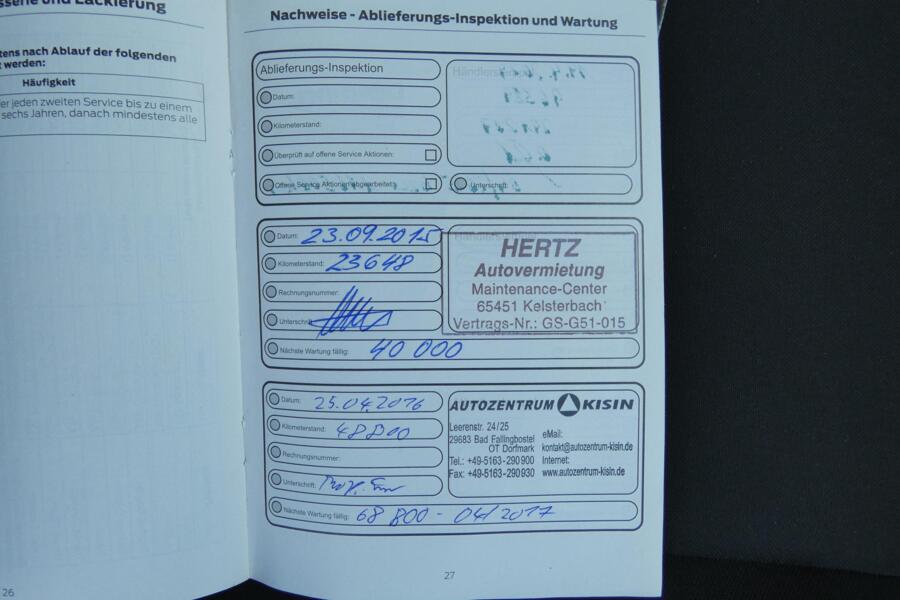 ssene und Lackierung
tens nach Ablauf der folgenden
t werden:
Häufigkeit
er jeden zweiten Service bis zu einem
sechs Jahren, danach mindestens alle
26
Nachweise - Ablieferungs-Inspektion und Wartung
Ablieferungs-Inspektion
Datum:
Kilometerstand:
Überprüft auf offene Service Aktionen:
Offene Service Aktionen abgearbeitet:
Unterschrift:
Datum: 23.09.2015
Kilometerstand: 23648
Rechnungsnummer:
Unterschrift:
Nächste Wartung fällig: 40 000
HERTZ
Autovermietung
Maintenance-Center
65451 Kelsterbach
Vertrags-Nr.: GS-G51-015
Datum: 25.04.2016
Kilometerstand: 48800
Rechnungsnummer:
Unterschrift:
Nächste Wartung fällig: 68 800 - 04/2017
AUTOZENTRUM KISIN
Leerenstr. 24/25
29683 Bad Fallingbostel
OT Dorfmark
Tel.: +49-5163-290 900
Fax: +49-5163-290 930
eMail:
kontakt@autozentrum-kisin.de
Internet:
www.autozentrum-kisin.de
27